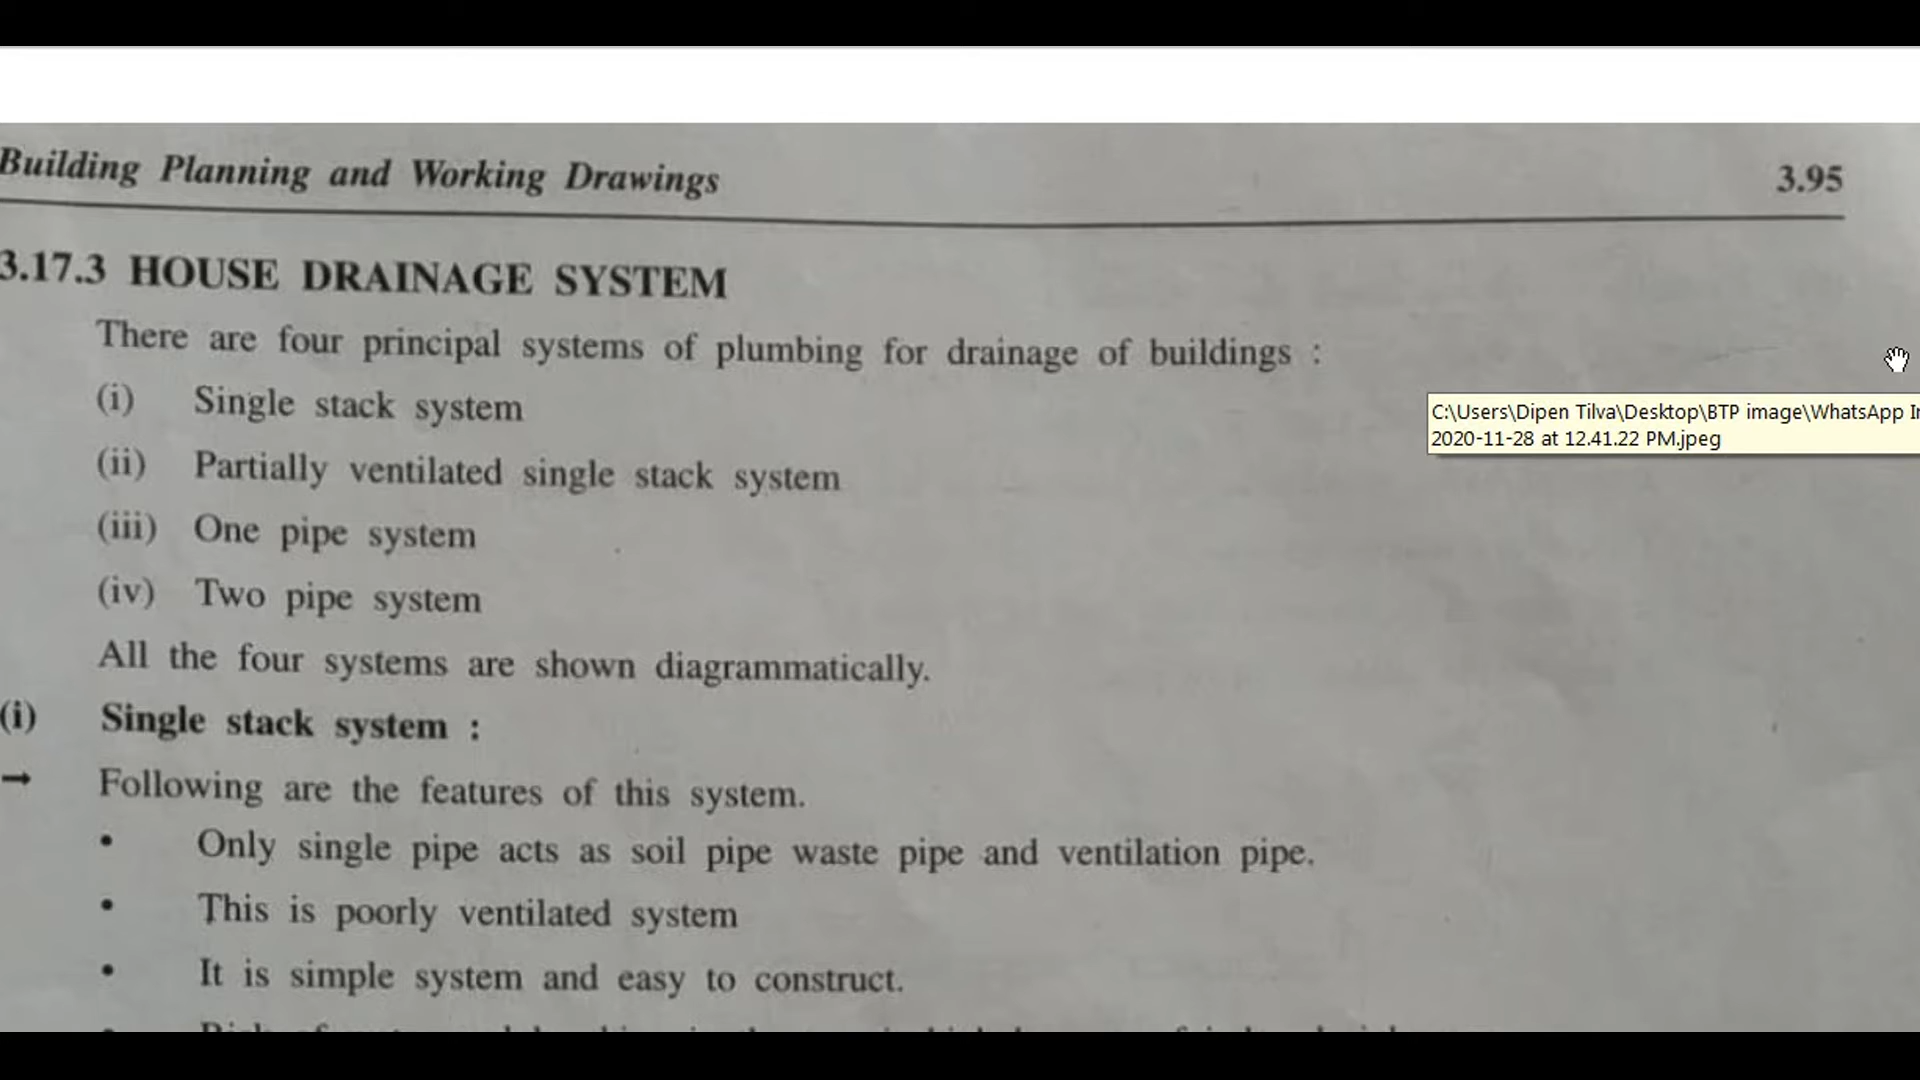 Building Planning and Working Drawings 3.95
3.17.3 HOUSE DRAINAGE SYSTEM
There are four principal systems of plumbing for drainage of buildings :
(i) Single stack system
C:\Users\Dipen Tilva\Desktop\BTP image\WhatsApp
2020-11-28 at 12.41.22 PM.jpeg
(ii) Partially ventilated single stack system
(iii) One pipe system
(iv) Two pipe system
All the four systems are shown diagrammatically.
(i) Single stack system :
→ Following are the features of this system.
• Only single pipe acts as soil pipe waste pipe and ventilation pipe.
• This is poorly ventilated system
• It is simple system and easy to construct.